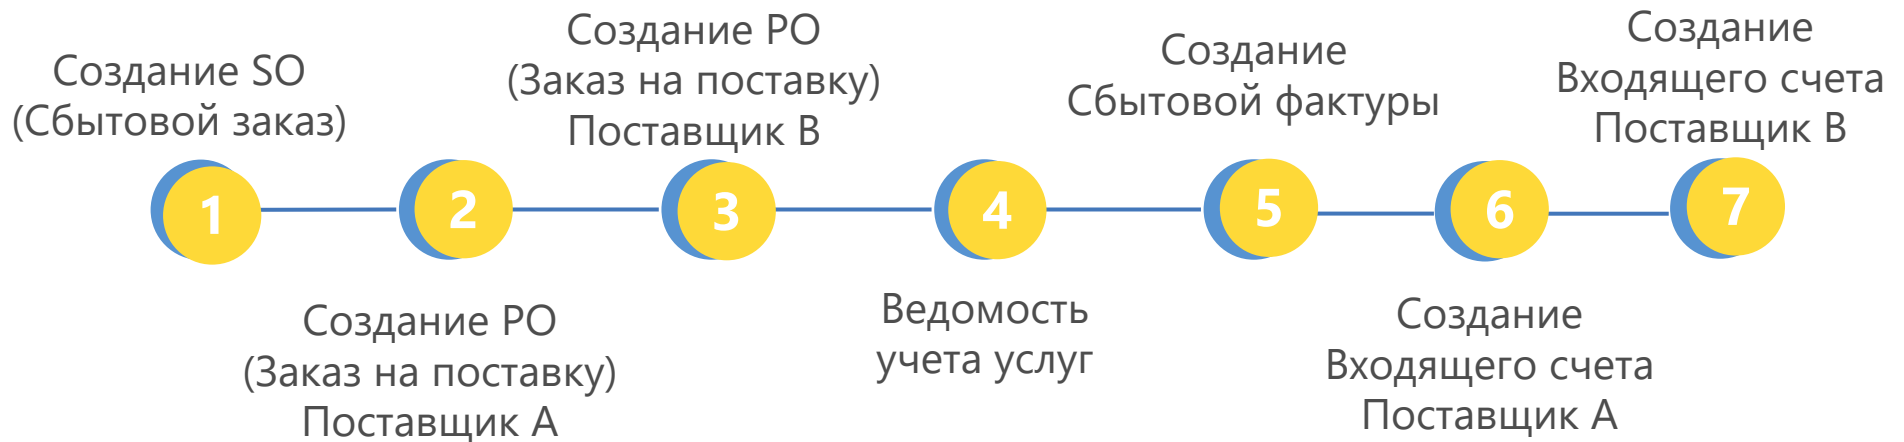 Создание SO
(Сбытовой заказ)
1
2
Создание PO
(Заказ на поставку)
Поставщик A
Создание PO
(Заказ на поставку)
Поставщик B
3
4
Ведомость
учета услуг
Создание
Сбытовой фактуры
5
6
Создание
Входящего счета
Поставщик A
Создание
Входящего счета
Поставщик B
7